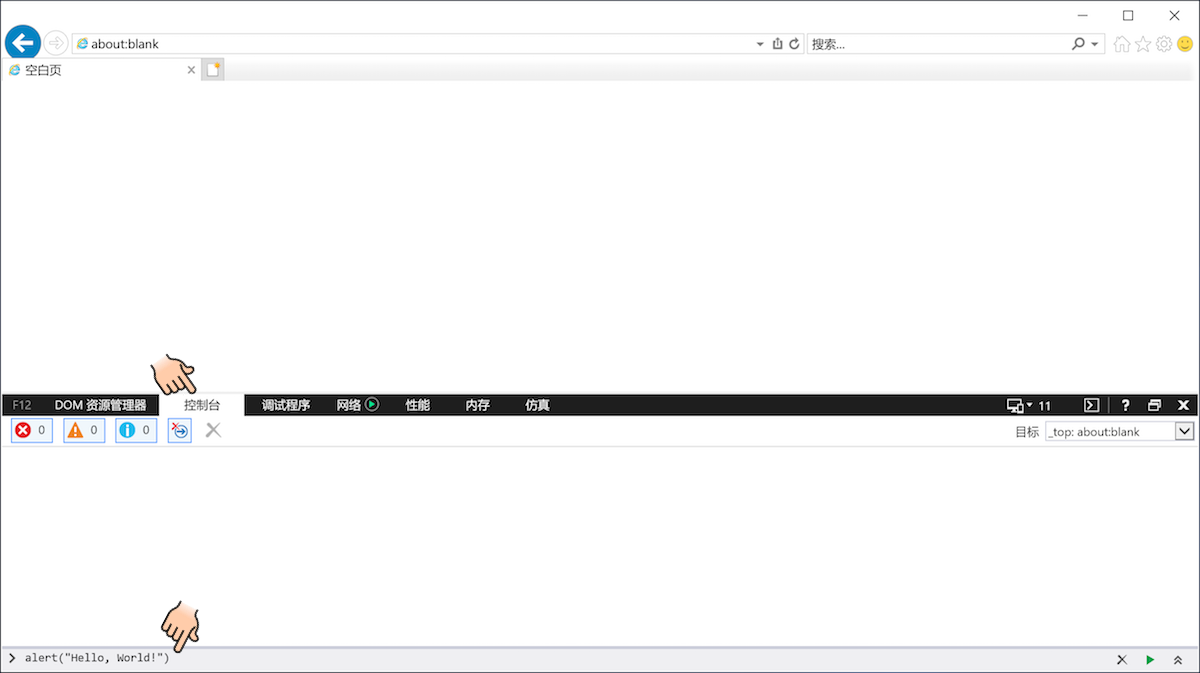 about:blank
搜索...
空白页
F12 DOM 资源管理器 控制台 调试程序 网络 性能 内存 仿真 11 ?
0 0 0 目标 _top: about:blank
alert("Hello, World!")